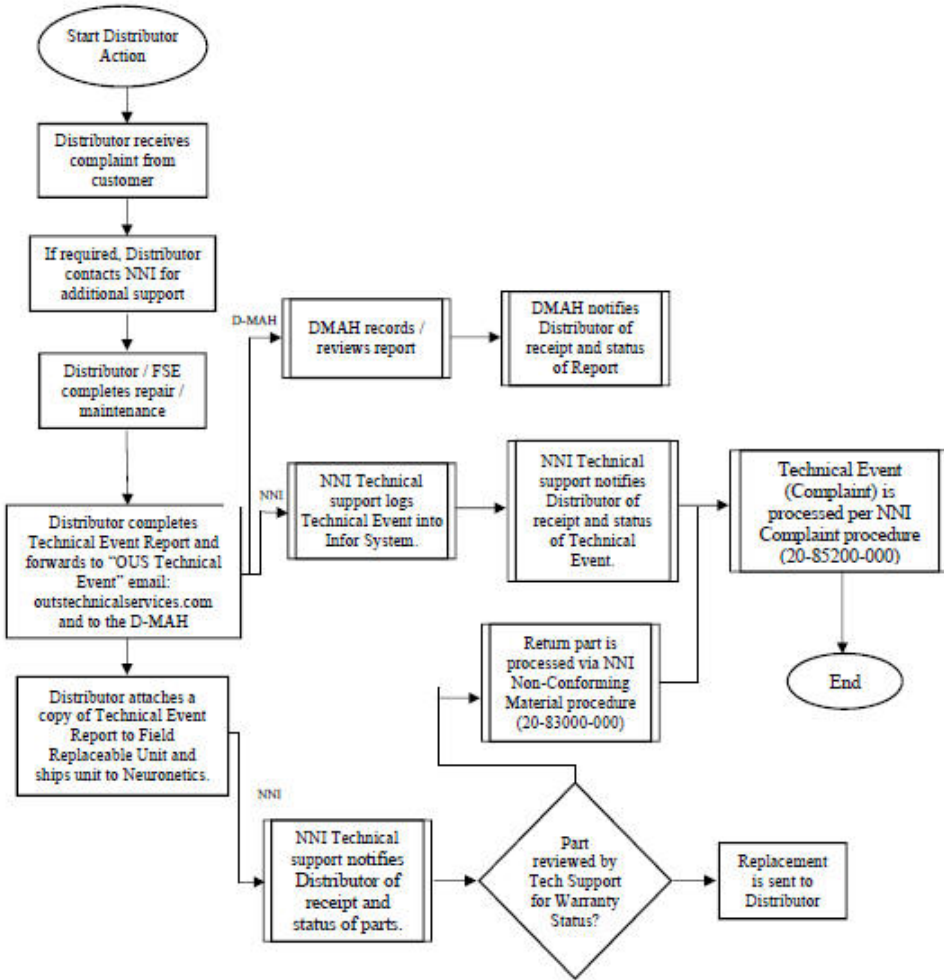 Start Distributor
Action
Distributor receives
complaint from
customer
If required, Distributor
contacts NNI for
additional support
Distributor / FSE
completes repair /
maintenance
Distributor completes
Technical Event Report and
forwards to “OUS Technical
Event” email:
outstechnicalservices.com
and to the D-MAH
Distributor attaches a
copy of Technical Event
Report to Field
Replaceable Unit and
ships unit to Neuronetics.
D-MAH
DMAH records /
reviews report
DMAH notifies
Distributor of
receipt and status
of Report
NNI
NNI Technical
support logs
Technical Event into
Infor System.
NNI Technical
support notifies
Distributor of
receipt and status
of Technical
Event.
Technical Event
(Complaint) is
processed per NNI
Complaint procedure
(20-85200-000)
End
Return part is
processed via NNI
Non-Conforming
Material procedure
(20-83000-000)
NNI
NNI Technical
support notifies
Distributor of
receipt and
status of parts.
Part
reviewed by
Tech Support
for Warranty
Status?
Replacement
is sent to
Distributor